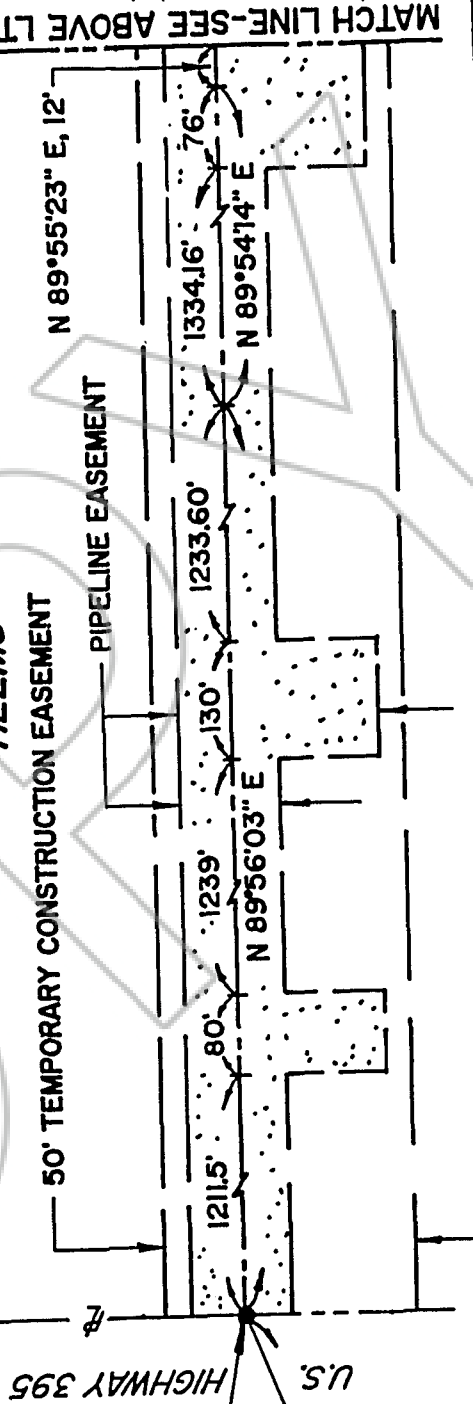 MATCH LINE-SEE ABOVE LT
N 89°55'23" E, 12'
76'
1334.16'
N 89°54'14" E
PIPELINE EASEMENT
50' TEMPORARY CONSTRUCTION EASEMENT
1233.60'
130'
1239'
N 89°56'03" E
80'
1211.5'
℄
U.S.
HIGHWAY 395